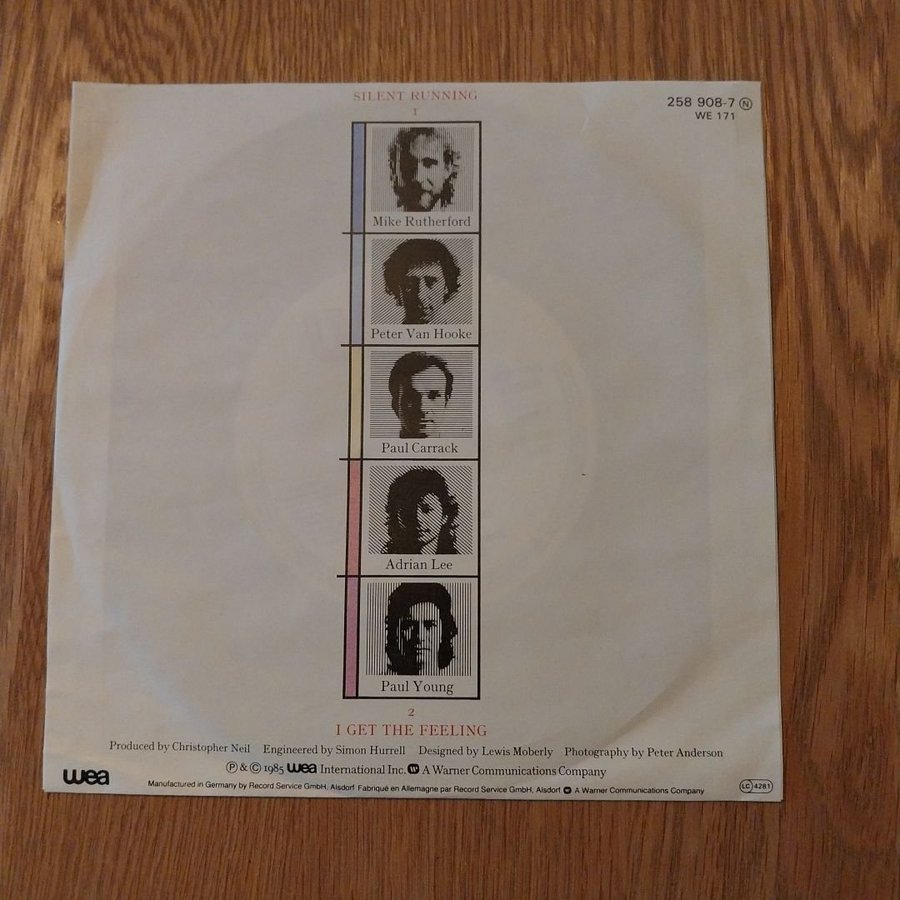 SILENT RUNNING
1
258 908-7 N
WE 171
Mike Rutherford
Peter Van Hooke
Paul Carrack
Adrian Lee
Paul Young
2
I GET THE FEELING
Produced by Christopher Neil Engineered by Simon Hurrell Designed by Lewis Moberly Photography by Peter Anderson
Ⓟ & © 1985 wea International Inc. W A Warner Communications Company
wea
Manufactured in Germany by Record Service GmbH, Alsdorf Fabriqué en Allemagne par Record Service GmbH, Alsdorf W A Warner Communications Company
LC 4281